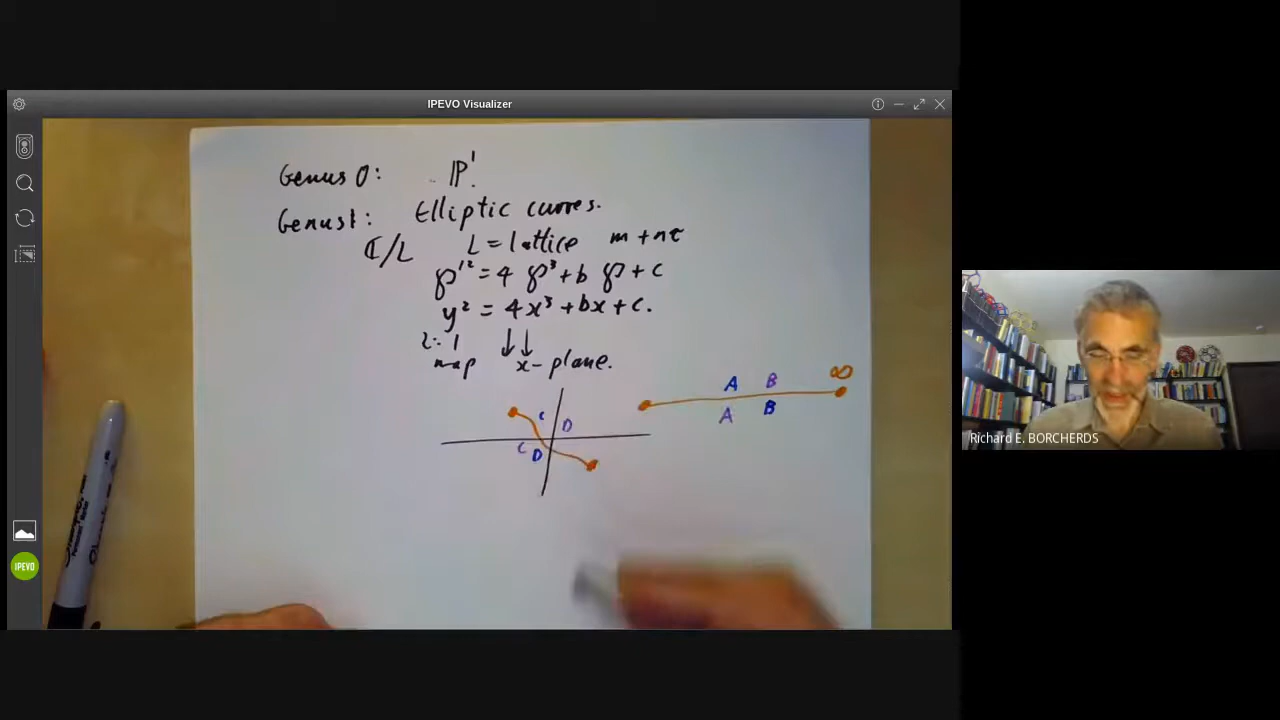 IPEVO Visualizer
Genus 0: ℙ¹.
Genus 1: Elliptic curves.
ℂ/L L = lattice m + nτ
℘'² = 4 ℘³ + b ℘ + c
y² = 4x³ + bx + c.
2:1 ↓↓
map x-plane.
A B ∞
A B
C D
C D
Richard E. BORCHERDS
IPEVO